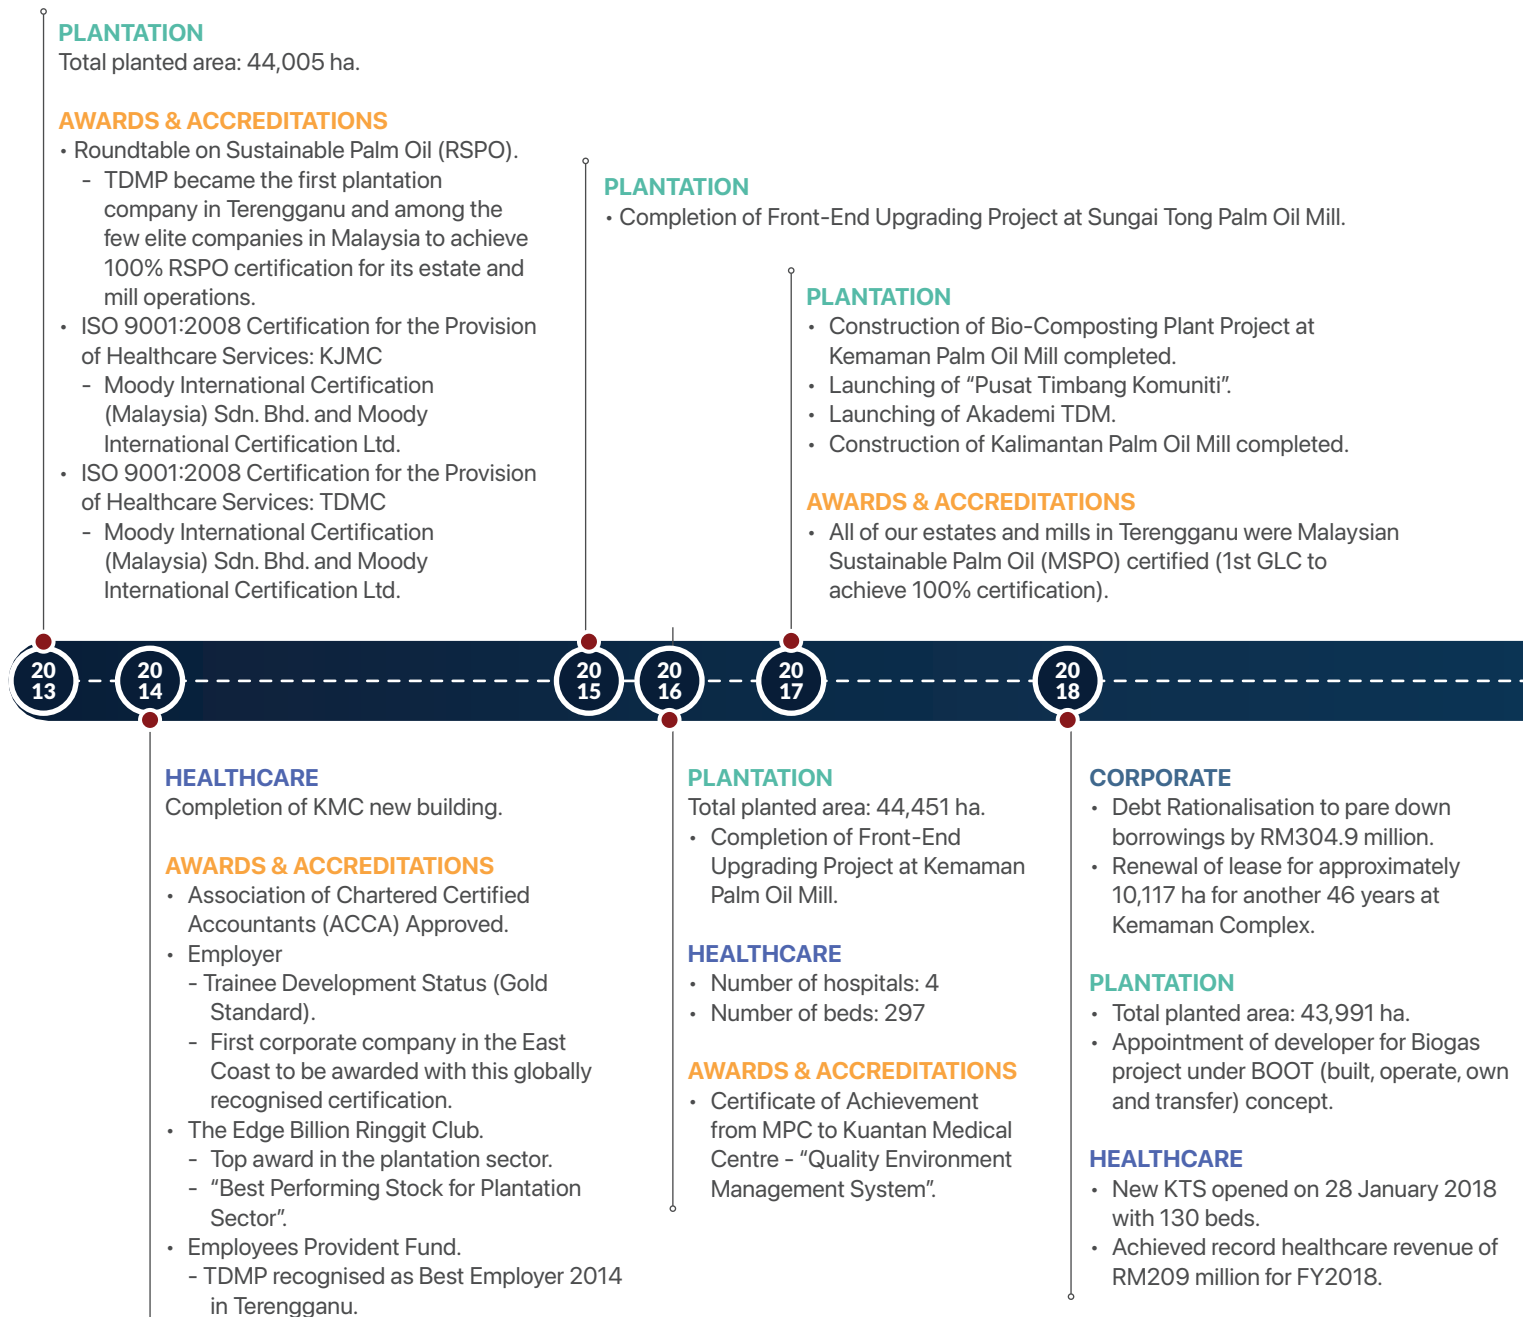 PLANTATION
Total planted area: 44,005 ha.
AWARDS & ACCREDITATIONS
• Roundtable on Sustainable Palm Oil (RSPO).
- TDMP became the first plantation
company in Terengganu and among the
few elite companies in Malaysia to achieve
100% RSPO certification for its estate and
mill operations.
• ISO 9001:2008 Certification for the Provision
of Healthcare Services: KJMC
- Moody International Certification
(Malaysia) Sdn. Bhd. and Moody
International Certification Ltd.
• ISO 9001:2008 Certification for the Provision
of Healthcare Services: TDMC
- Moody International Certification
(Malaysia) Sdn. Bhd. and Moody
International Certification Ltd.
PLANTATION
• Completion of Front-End Upgrading Project at Sungai Tong Palm Oil Mill.
PLANTATION
• Construction of Bio-Composting Plant Project at
Kemaman Palm Oil Mill completed.
• Launching of “Pusat Timbang Komuniti”.
• Launching of Akademi TDM.
• Construction of Kalimantan Palm Oil Mill completed.
AWARDS & ACCREDITATIONS
• All of our estates and mills in Terengganu were Malaysian
Sustainable Palm Oil (MSPO) certified (1st GLC to
achieve 100% certification).
20
13
20
14
20
15
20
16
20
17
20
18
HEALTHCARE
Completion of KMC new building.
AWARDS & ACCREDITATIONS
• Association of Chartered Certified
Accountants (ACCA) Approved.
• Employer
- Trainee Development Status (Gold
Standard).
- First corporate company in the East
Coast to be awarded with this globally
recognised certification.
• The Edge Billion Ringgit Club.
- Top award in the plantation sector.
- “Best Performing Stock for Plantation
Sector”.
• Employees Provident Fund.
- TDMP recognised as Best Employer 2014
in Terengganu.
PLANTATION
Total planted area: 44,451 ha.
• Completion of Front-End
Upgrading Project at Kemaman
Palm Oil Mill.
HEALTHCARE
• Number of hospitals: 4
• Number of beds: 297
AWARDS & ACCREDITATIONS
• Certificate of Achievement
from MPC to Kuantan Medical
Centre - “Quality Environment
Management System”.
CORPORATE
• Debt Rationalisation to pare down
borrowings by RM304.9 million.
• Renewal of lease for approximately
10,117 ha for another 46 years at
Kemaman Complex.
PLANTATION
• Total planted area: 43,991 ha.
• Appointment of developer for Biogas
project under BOOT (built, operate, own
and transfer) concept.
HEALTHCARE
• New KTS opened on 28 January 2018
with 130 beds.
• Achieved record healthcare revenue of
RM209 million for FY2018.